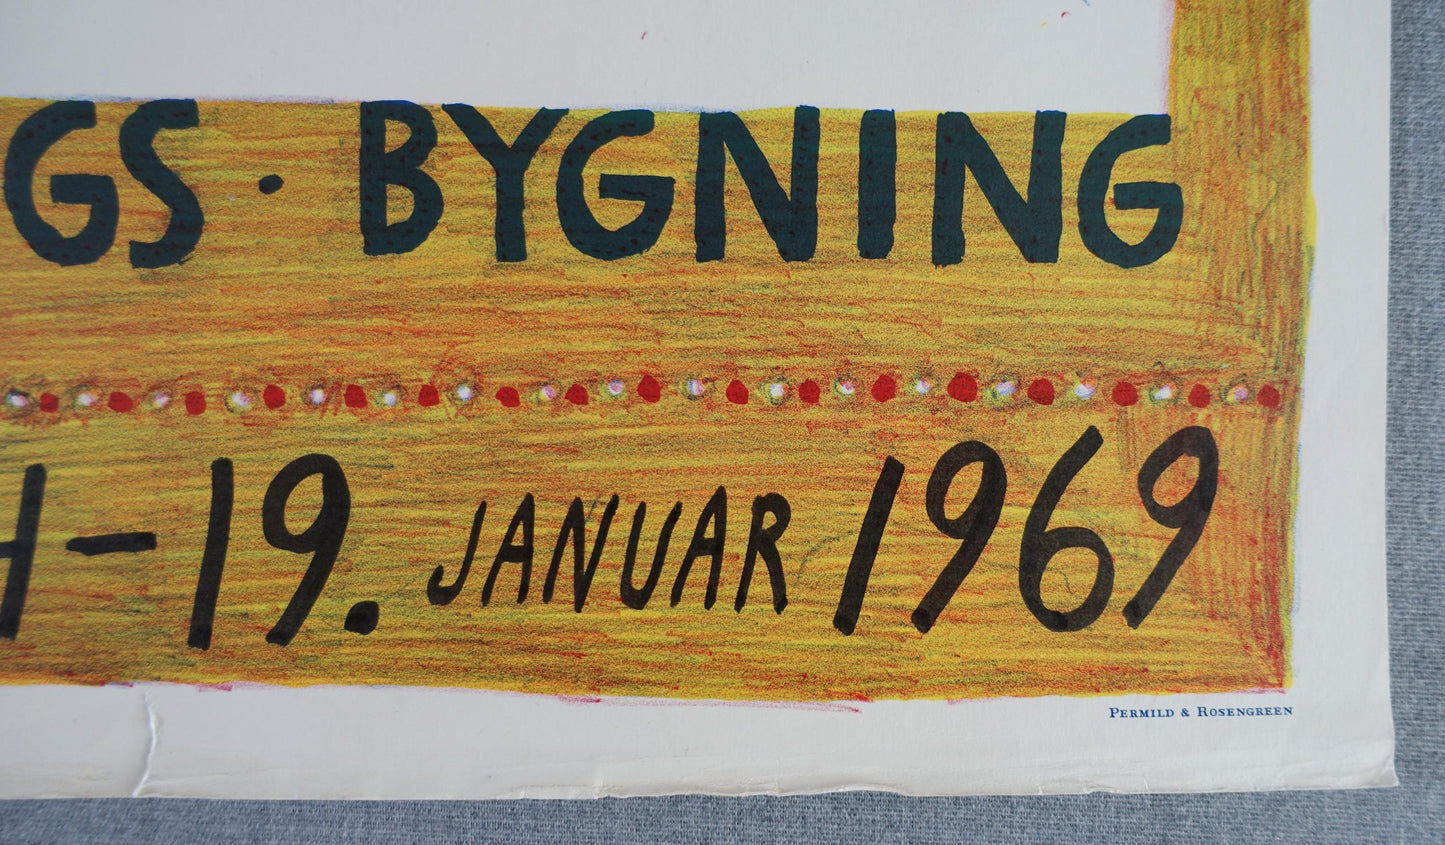 GS · BYGNING
-19. JANUAR 1969
PERMILD & ROSENGREEN